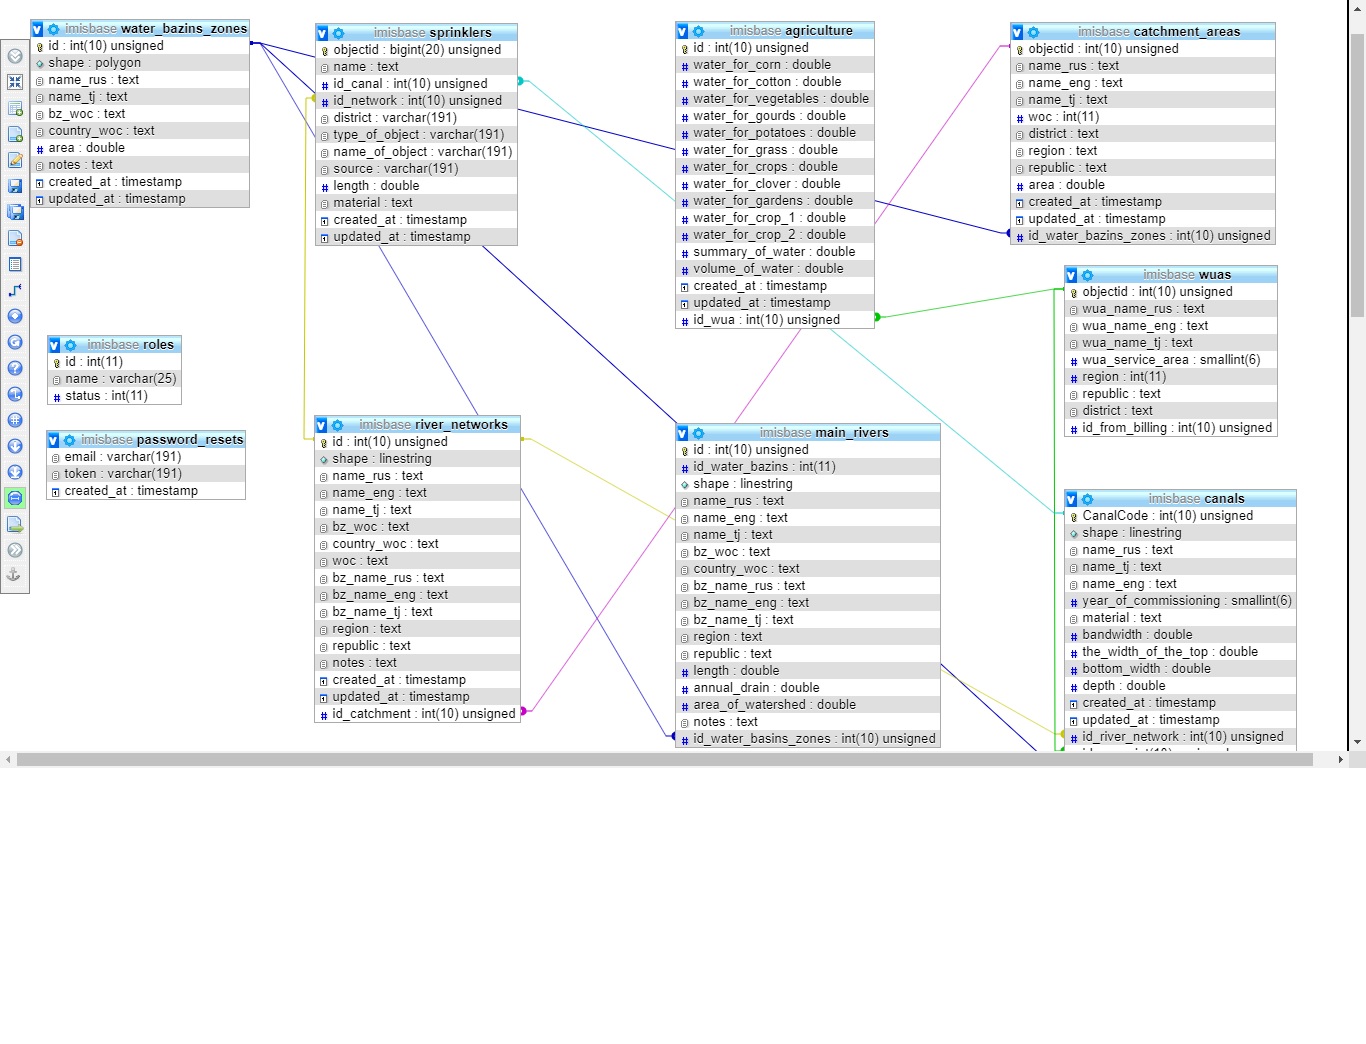 imisbase water_bazins_zones
id : int(10) unsigned
shape : polygon
name_rus : text
name_tj : text
bz_woc : text
country_woc : text
area : double
notes : text
created_at : timestamp
updated_at : timestamp
imisbase sprinklers
objectid : bigint(20) unsigned
name : text
id_canal : int(10) unsigned
id_network : int(10) unsigned
district : varchar(191)
type_of_object : varchar(191)
name_of_object : varchar(191)
source : varchar(191)
length : double
material : text
created_at : timestamp
updated_at : timestamp
imisbase agriculture
id : int(10) unsigned
water_for_corn : double
water_for_cotton : double
water_for_vegetables : double
water_for_gourds : double
water_for_potatoes : double
water_for_grass : double
water_for_crops : double
water_for_clover : double
water_for_gardens : double
water_for_crop_1 : double
water_for_crop_2 : double
summary_of_water : double
volume_of_water : double
created_at : timestamp
updated_at : timestamp
id_wua : int(10) unsigned
imisbase catchment_areas
objectid : int(10) unsigned
name_rus : text
name_eng : text
name_tj : text
woc : int(11)
district : text
region : text
republic : text
area : double
created_at : timestamp
updated_at : timestamp
id_water_bazins_zones : int(10) unsigned
imisbase wuas
objectid : int(10) unsigned
wua_name_rus : text
wua_name_eng : text
wua_name_tj : text
wua_service_area : smallint(6)
region : int(11)
republic : text
district : text
id_from_billing : int(10) unsigned
imisbase roles
id : int(11)
name : varchar(25)
status : int(11)
imisbase password_resets
email : varchar(191)
token : varchar(191)
created_at : timestamp
imisbase river_networks
id : int(10) unsigned
shape : linestring
name_rus : text
name_eng : text
name_tj : text
bz_woc : text
country_woc : text
woc : text
bz_name_rus : text
bz_name_eng : text
bz_name_tj : text
region : text
republic : text
notes : text
created_at : timestamp
updated_at : timestamp
id_catchment : int(10) unsigned
imisbase main_rivers
id : int(10) unsigned
id_water_bazins : int(11)
shape : linestring
name_rus : text
name_eng : text
name_tj : text
bz_woc : text
country_woc : text
bz_name_rus : text
bz_name_eng : text
bz_name_tj : text
region : text
republic : text
length : double
annual_drain : double
area_of_watershed : double
notes : text
id_water_basins_zones : int(10) unsigned
imisbase canals
CanalCode : int(10) unsigned
shape : linestring
name_rus : text
name_tj : text
name_eng : text
year_of_commissioning : smallint(6)
material : text
bandwidth : double
the_width_of_the_top : double
bottom_width : double
depth : double
created_at : timestamp
updated_at : timestamp
id_river_network : int(10) unsigned